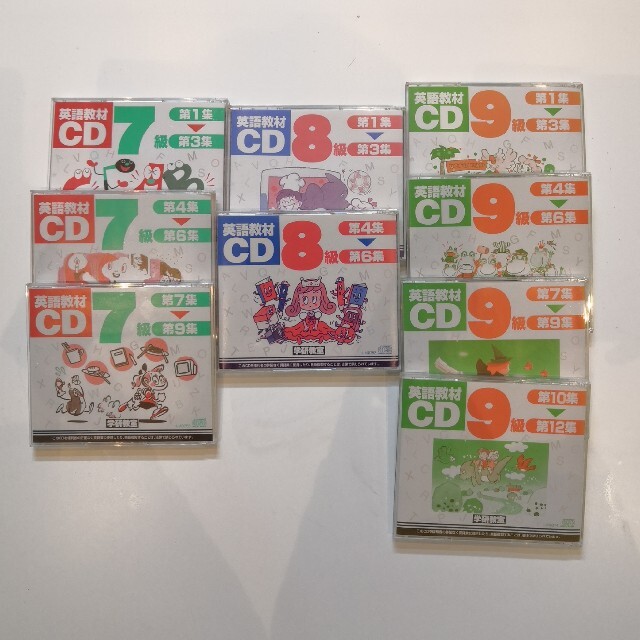 英語教材
CD
7級
第1集
第3集
英語教材
CD
7級
第4集
第6集
英語教材
CD
7級
第7集
第9集
学研教室
英語教材
CD
8級
第1集
第3集
英語教材
CD
8級
第4集
第6集
学研教室
英語教材
CD
9級
第1集
第3集
英語教材
CD
9級
第4集
第6集
英語教材
CD
9級
第7集
第9集
英語教材
CD
9級
第10集
第12集
学研教室